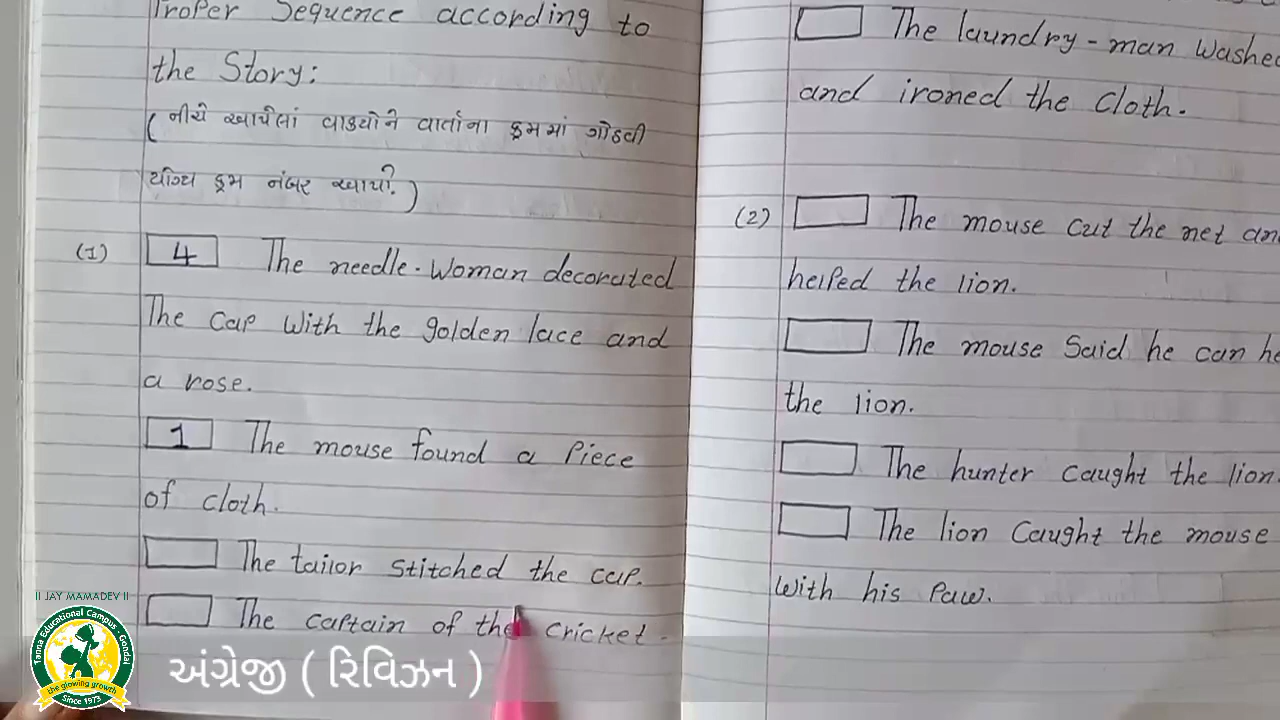 Proper Sequence according to
the Story:
(નીચે આપેલાં વાક્યોને વાર્તાના ક્રમમાં ગોઠવી
યોગ્ય ક્રમ નંબર આપો.)
(1) 4 The needle-Woman decorated
The cap with the golden lace and
a rose.
1 The mouse found a Piece
of cloth.
The tailor stitched the cap.
The captain of the cricket-
The laundry-man washed
and ironed the cloth.
(2) The mouse cut the net an
helped the lion.
The mouse Said he can he
the lion.
The hunter caught the lion.
The lion Caught the mouse
with his Paw.
|| JAY MAMADEV ||
Tanna Educational Campus - Gondal
the growing growth
Since 1973
અંગ્રેજી ( રિવિઝન )